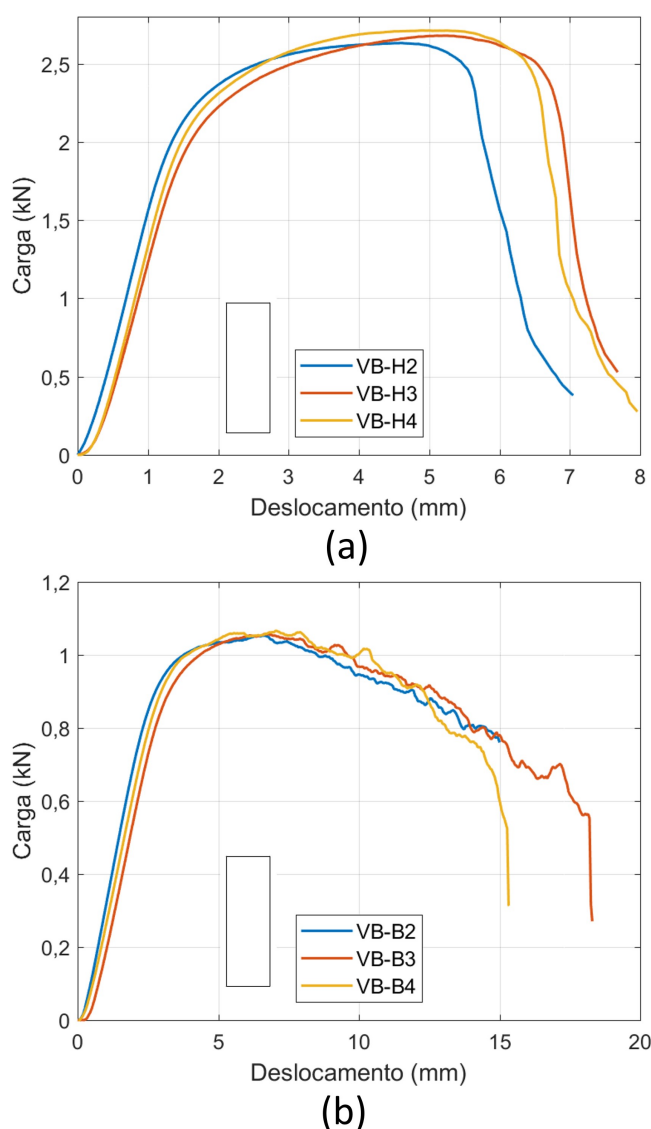 2,5
2
1,5
1
0,5
0
Carga (kN)
VB-H2
VB-H3
VB-H4
0 1 2 3 4 5 6 7 8
Deslocamento (mm)
(a)
1,2
1
0,8
0,6
0,4
0,2
0
Carga (kN)
VB-B2
VB-B3
VB-B4
0 5 10 15 20
Deslocamento (mm)
(b)